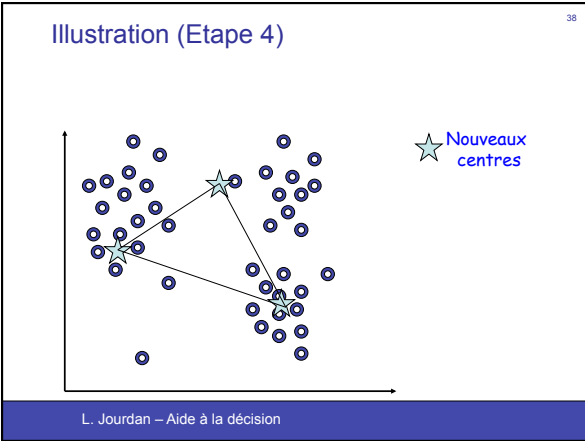 38
Illustration (Etape 4)
Nouveaux
centres
L. Jourdan – Aide à la décision